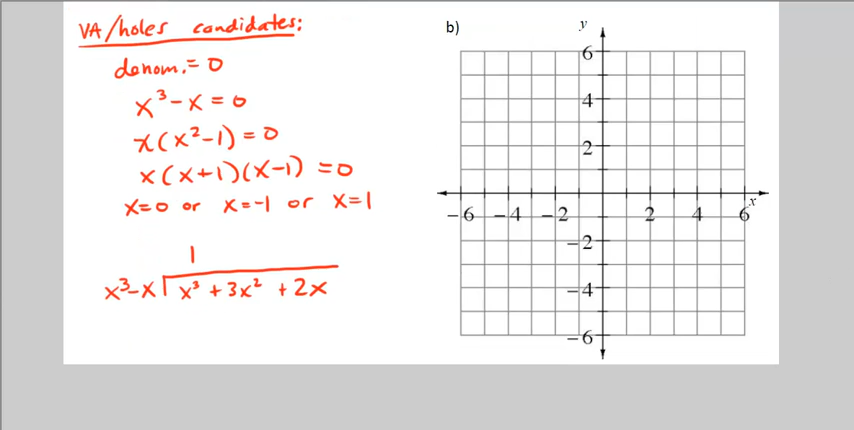 VA/holes candidates:
denom. = 0
x³ - x = 0
x(x² - 1) = 0
x(x+1)(x-1) = 0
x=0 or x=-1 or x=1
1
x³-x x³ + 3x² + 2x
b)
y
6
4
2
-6 -4 -2 2 4 6 x
-2
-4
-6